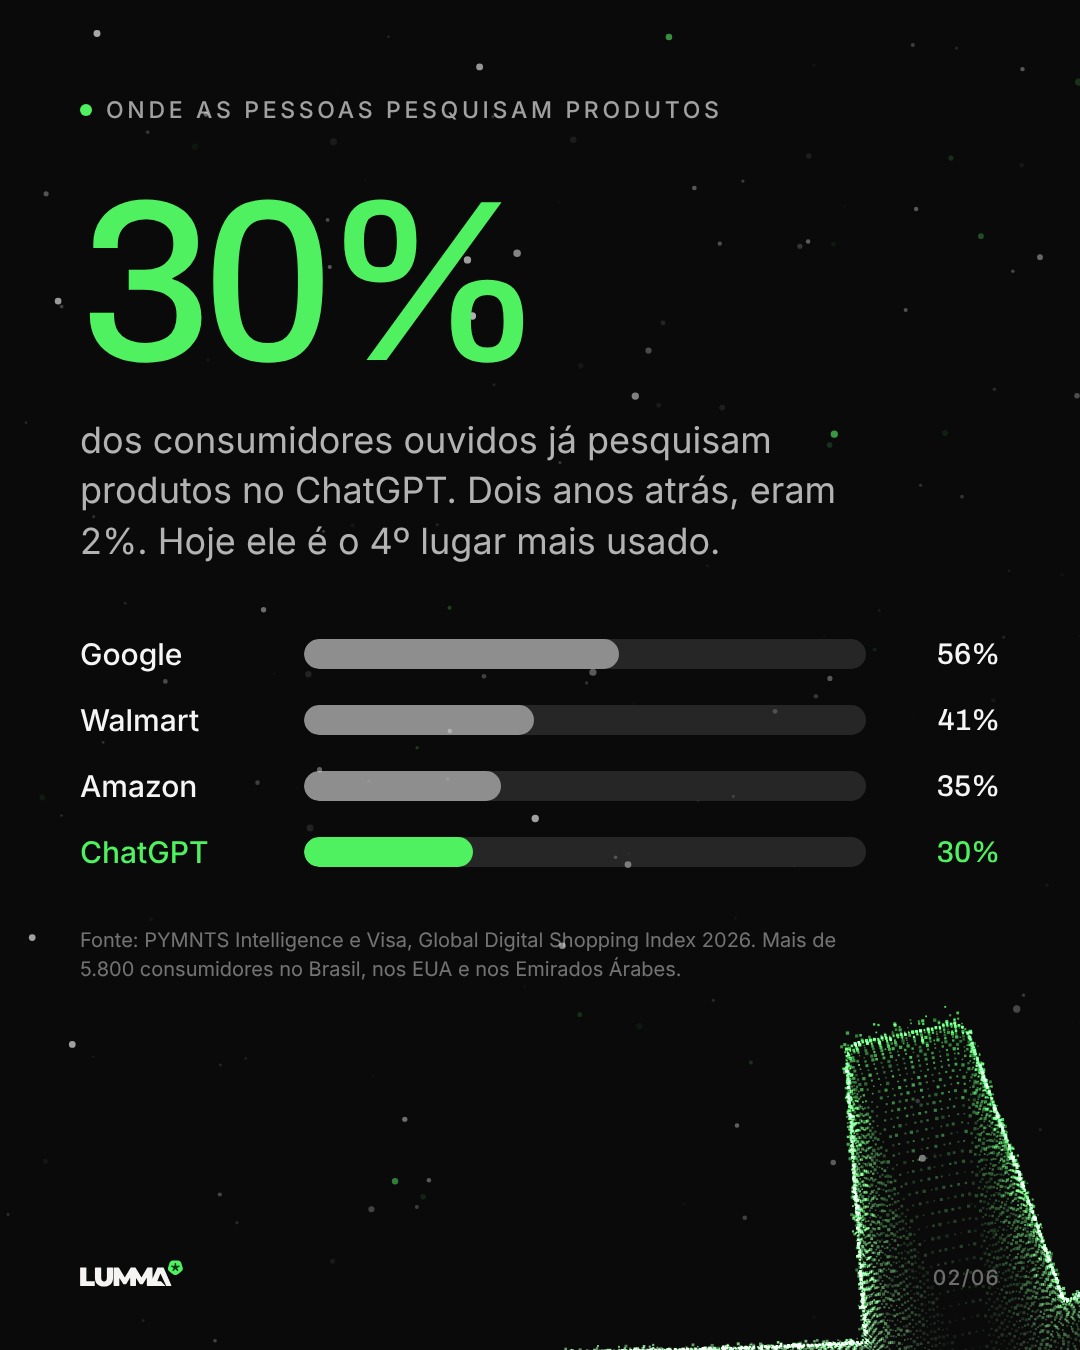 ONDE AS PESSOAS PESQUISAM PRODUTOS
30%
dos consumidores ouvidos já pesquisam
produtos no ChatGPT. Dois anos atrás, eram
2%. Hoje ele é o 4º lugar mais usado.
Google 56%
Walmart 41%
Amazon 35%
ChatGPT 30%
Fonte: PYMNTS Intelligence e Visa, Global Digital Shopping Index 2026. Mais de
5.800 consumidores no Brasil, nos EUA e nos Emirados Árabes.
LUMMA
02/06